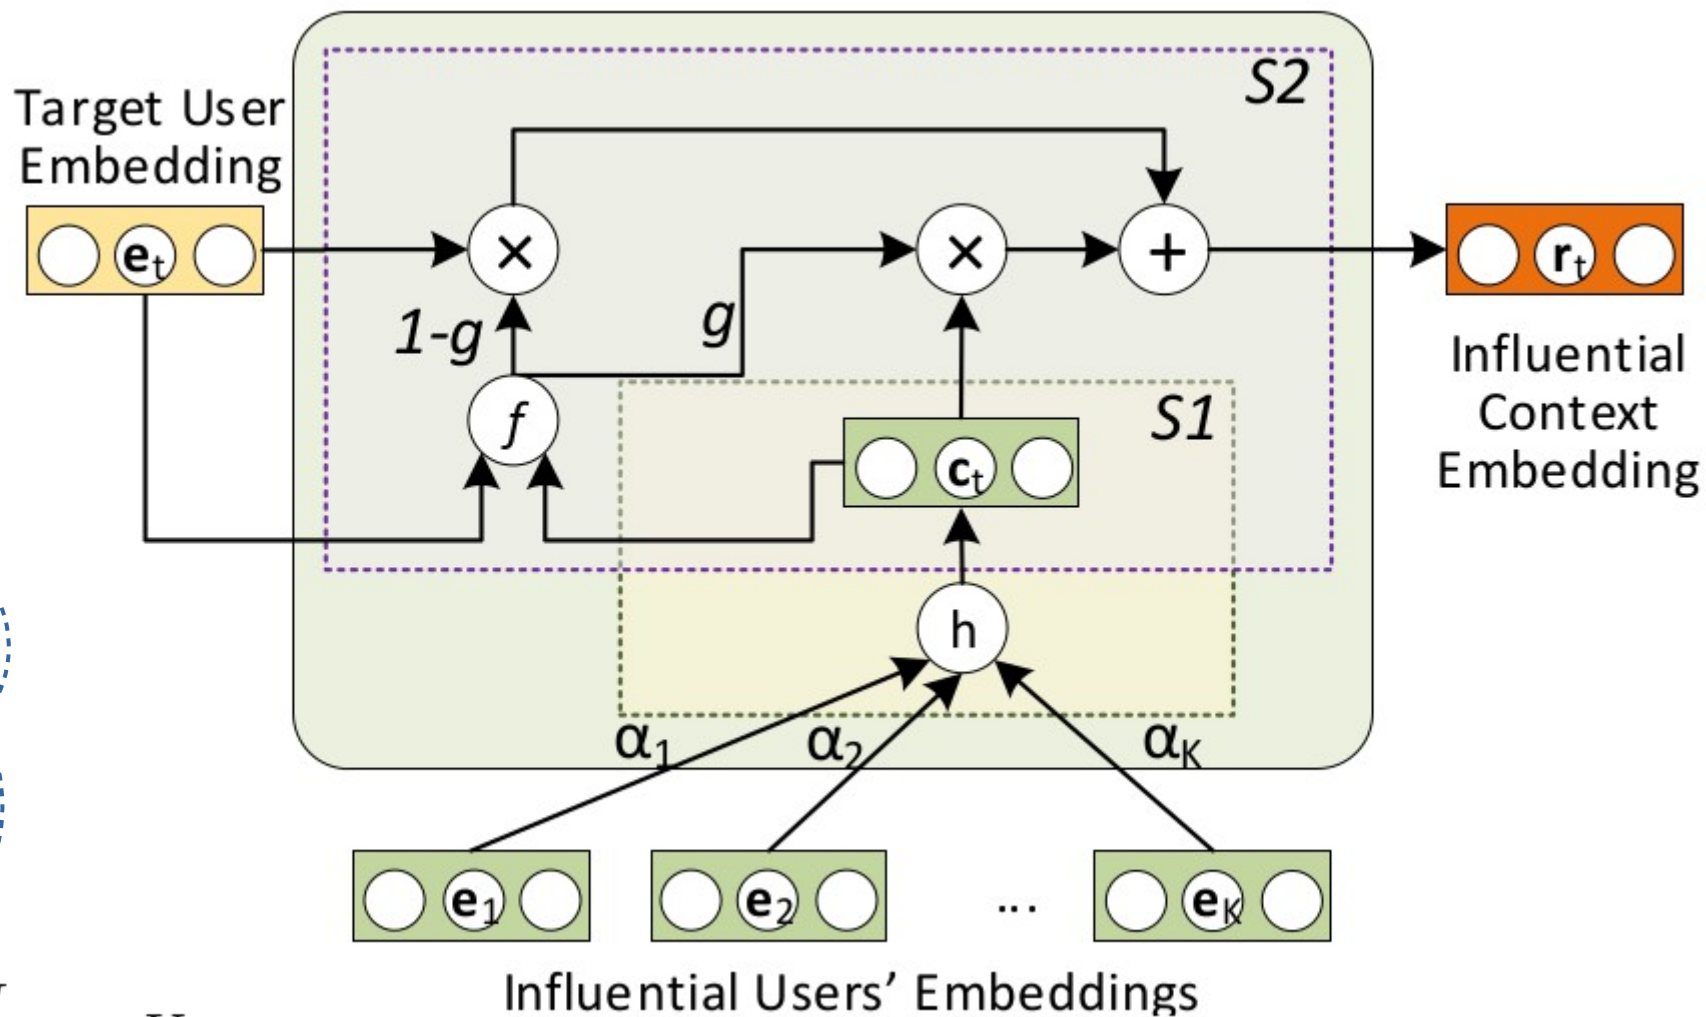 S2
Target User
Embedding
e_t
×
×
+
r_t
1-g
g
Influential
Context
Embedding
f
S1
c_t
h
α_1
α_2
α_K
e_1
e_2
...
e_K
Influential Users’ Embeddings